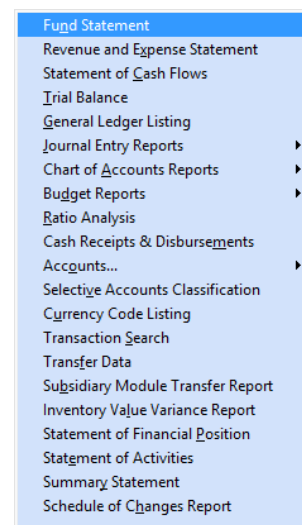 Fund Statement
Revenue and Expense Statement
Statement of Cash Flows
Trial Balance
General Ledger Listing
Journal Entry Reports
Chart of Accounts Reports
Budget Reports
Ratio Analysis
Cash Receipts & Disbursements
Accounts...
Selective Accounts Classification
Currency Code Listing
Transaction Search
Transfer Data
Subsidiary Module Transfer Report
Inventory Value Variance Report
Statement of Financial Position
Statement of Activities
Summary Statement
Schedule of Changes Report